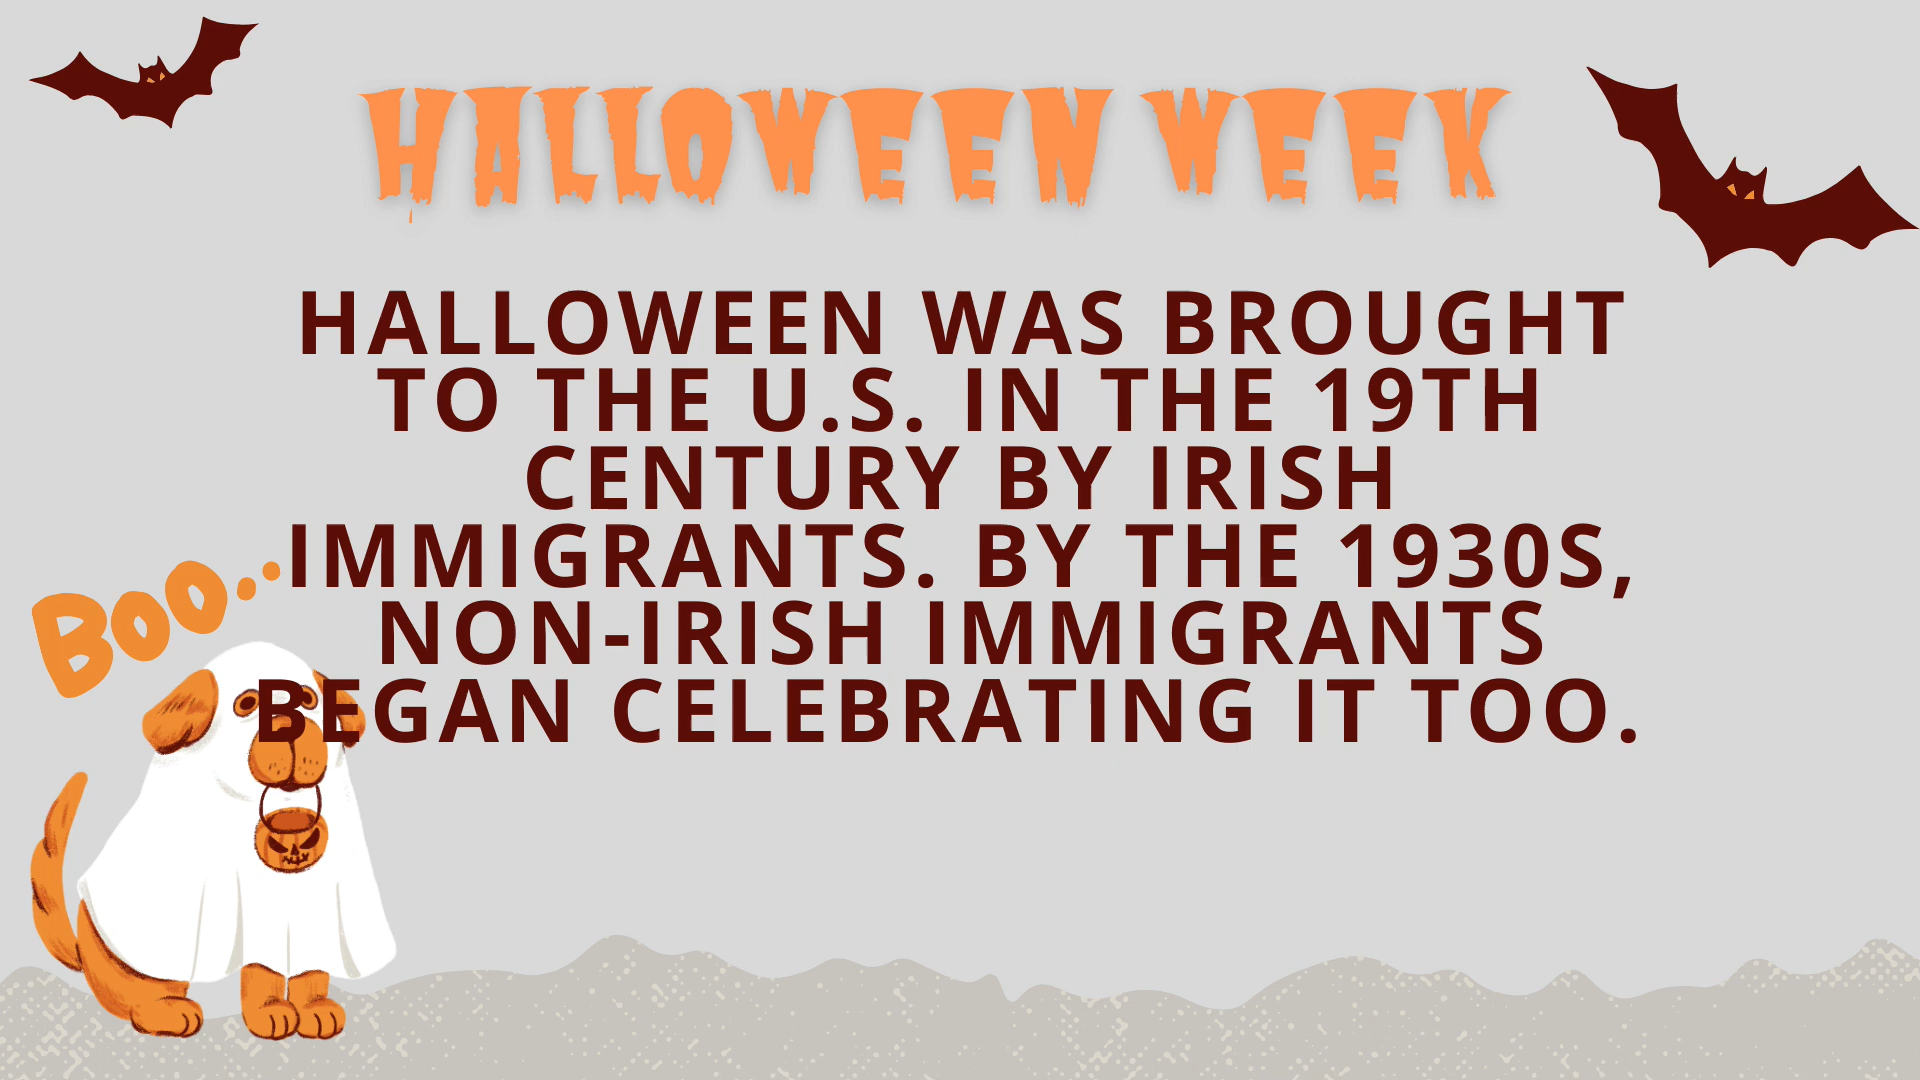 HALLOWEEN WEEK
HALLOWEEN WAS BROUGHT
TO THE U.S. IN THE 19TH
CENTURY BY IRISH
IMMIGRANTS. BY THE 1930S,
NON-IRISH IMMIGRANTS
BEGAN CELEBRATING IT TOO.
BOO...